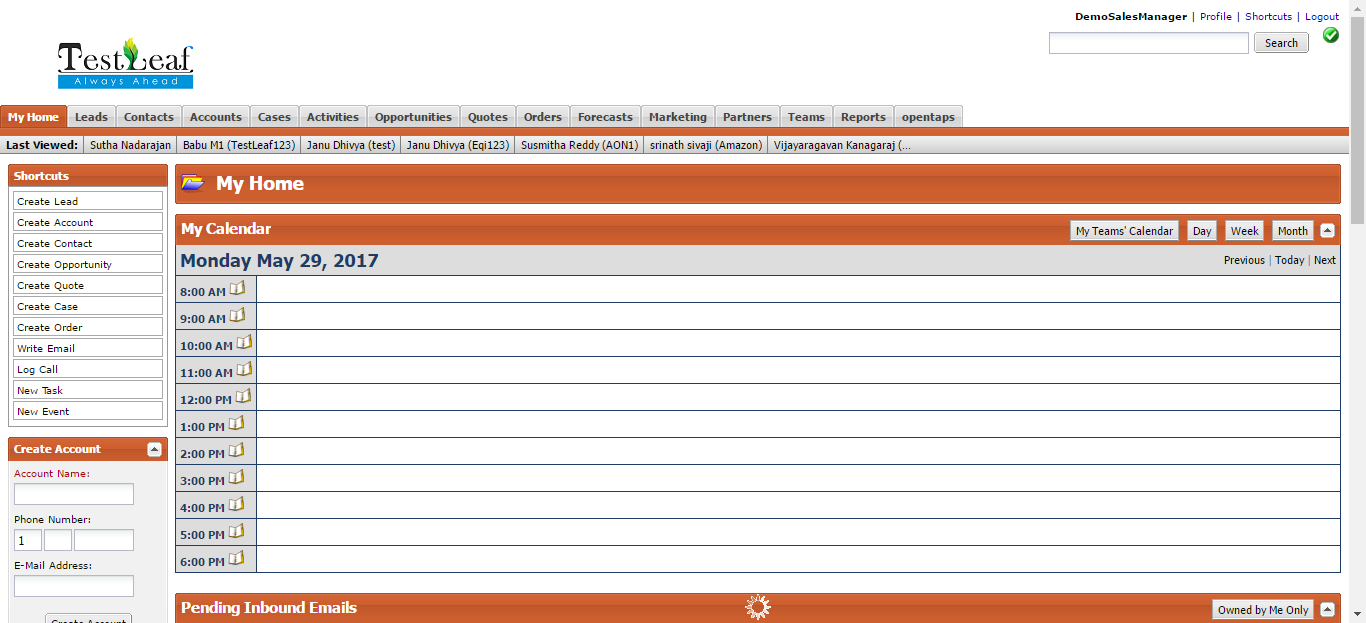 DemoSalesManager | Profile | Shortcuts | Logout
Search
TestLeaf
Always Ahead
My Home Leads Contacts Accounts Cases Activities Opportunities Quotes Orders Forecasts Marketing Partners Teams Reports opentaps
Last Viewed: Sutha Nadarajan Babu M1 (TestLeaf123) Janu Dhivya (test) Janu Dhivya (Eqi123) Susmitha Reddy (AON1) srinath sivaji (Amazon) Vijayaragavan Kanagaraj (...
Shortcuts
Create Lead
Create Account
Create Contact
Create Opportunity
Create Quote
Create Case
Create Order
Write Email
Log Call
New Task
New Event
Create Account
Account Name:
Phone Number:
1
E-Mail Address:
Create Account
My Home
My Calendar My Teams' Calendar Day Week Month
Monday May 29, 2017 Previous | Today | Next
8:00 AM
9:00 AM
10:00 AM
11:00 AM
12:00 PM
1:00 PM
2:00 PM
3:00 PM
4:00 PM
5:00 PM
6:00 PM
Pending Inbound Emails Owned by Me Only